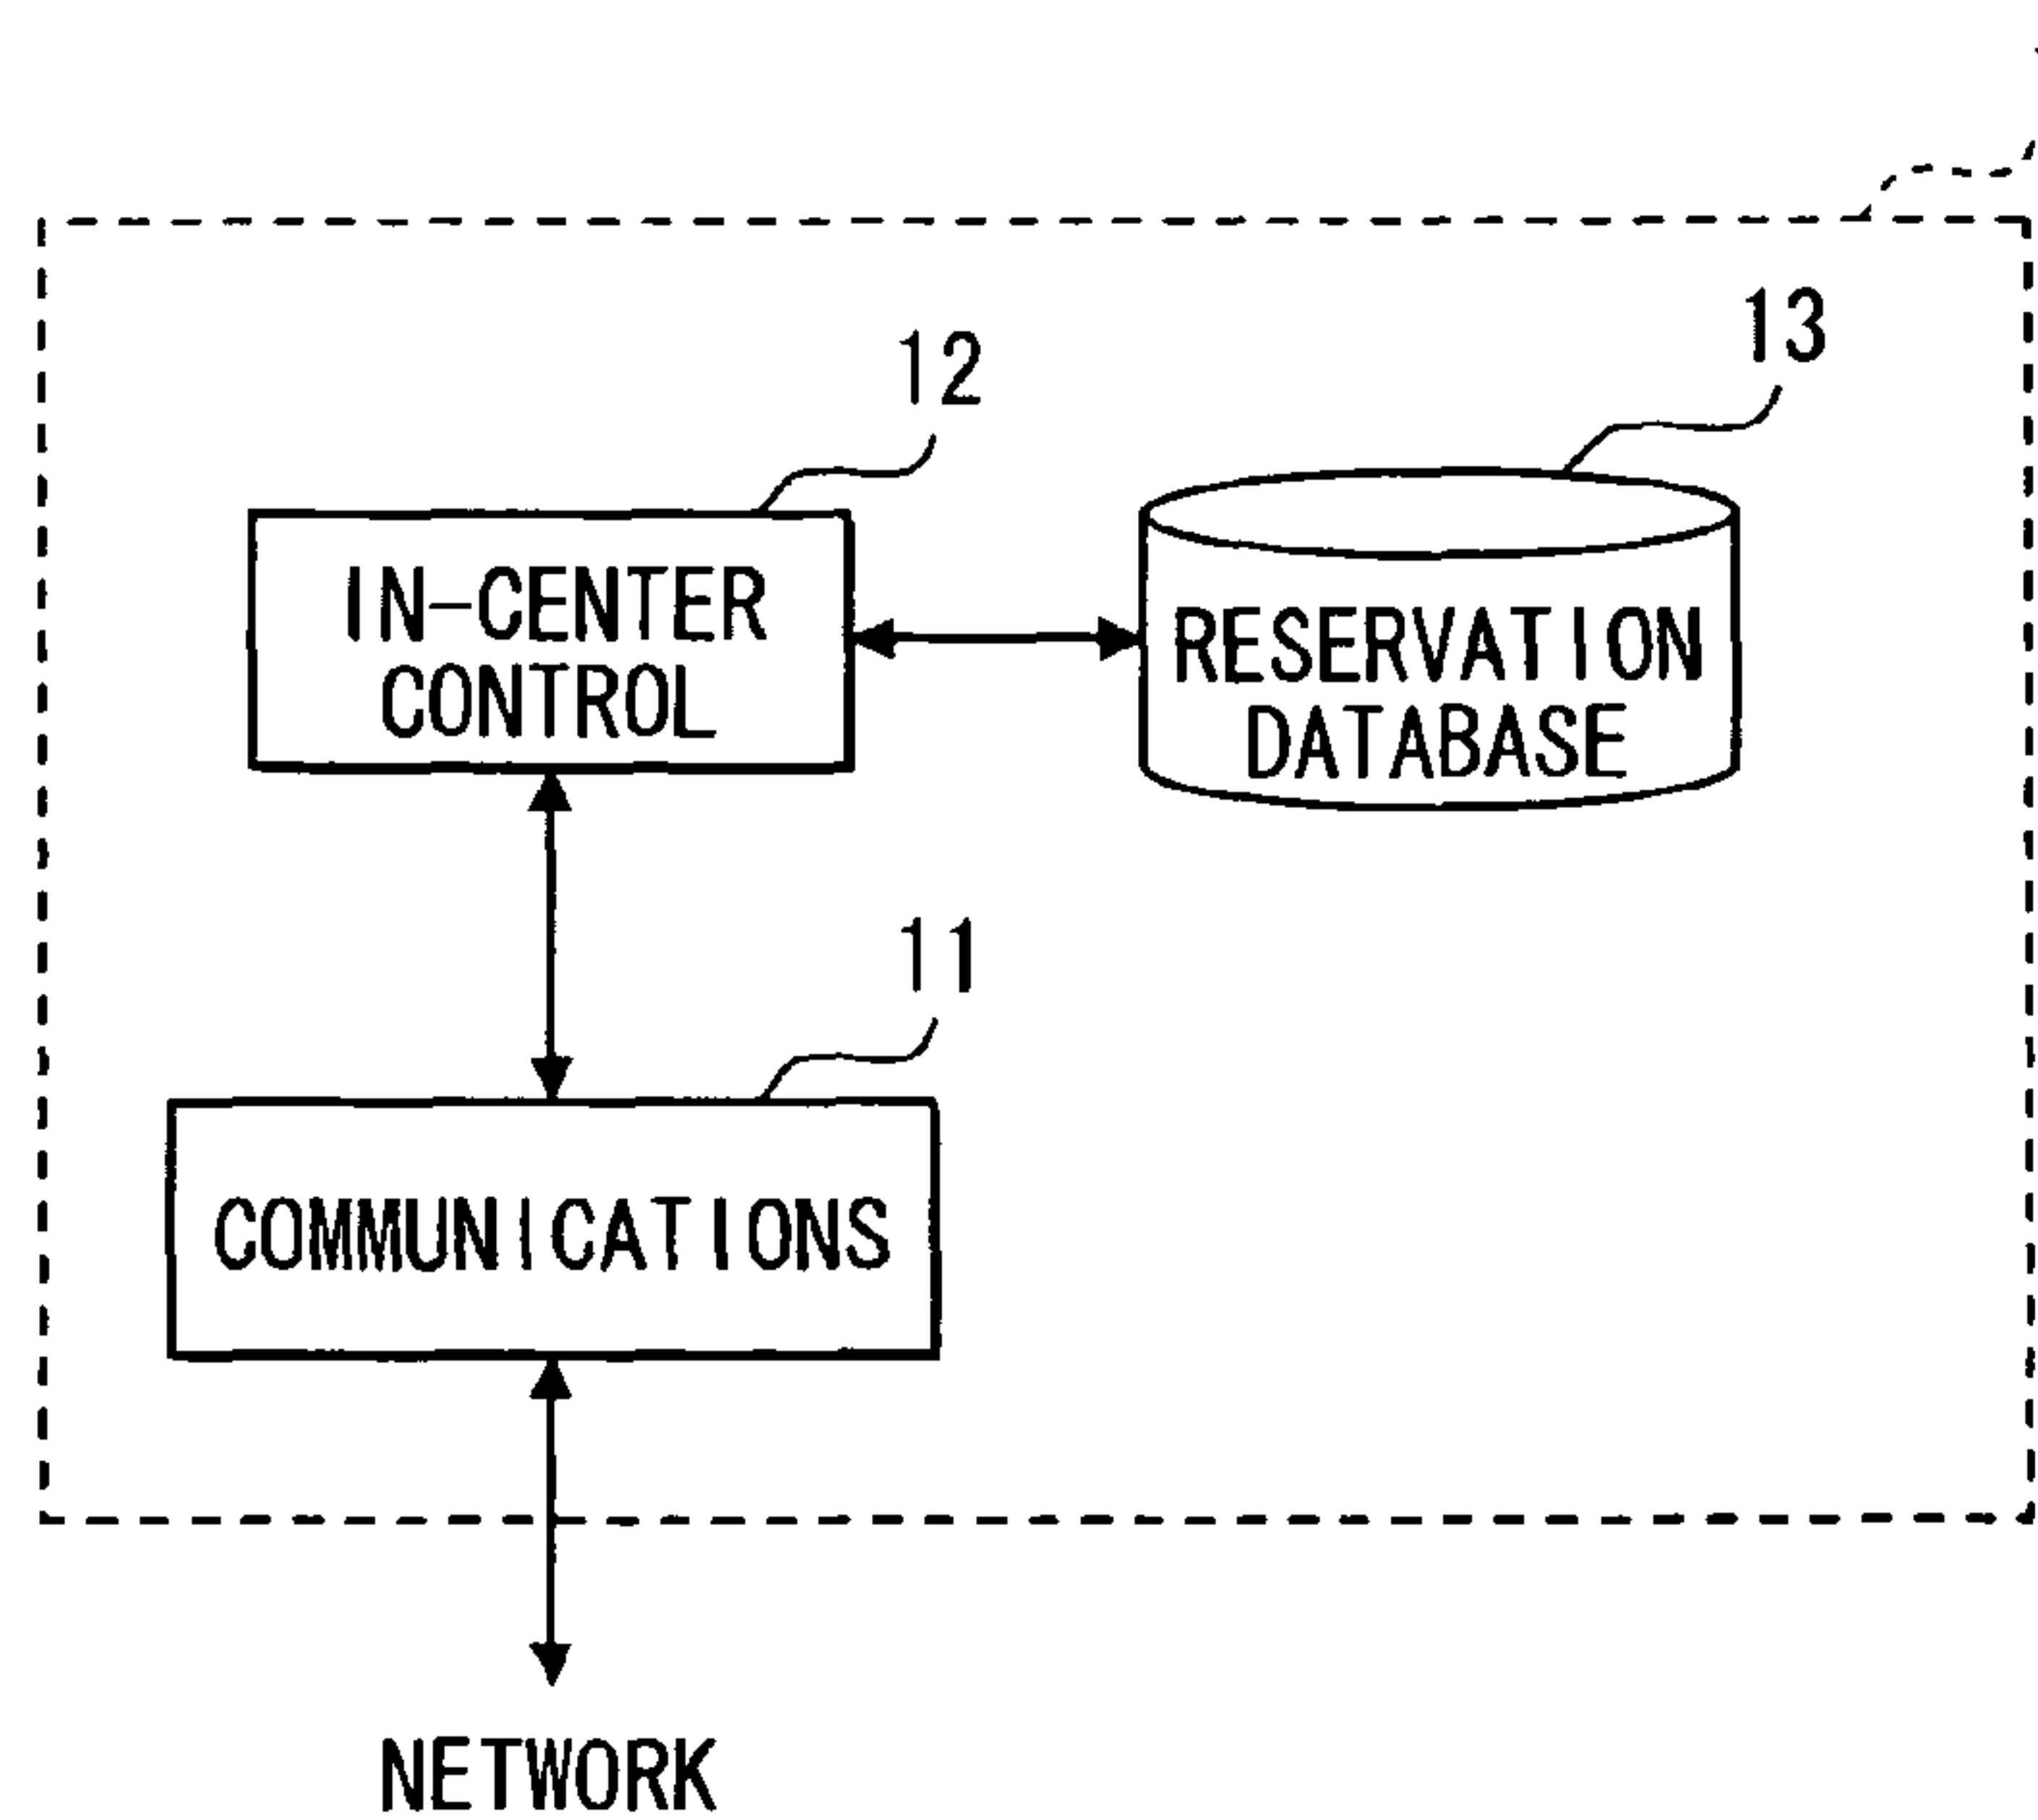 13
12
IN-CENTER
CONTROL
RESERVATION
DATABASE
11
COMMUNICATIONS
NETWORK